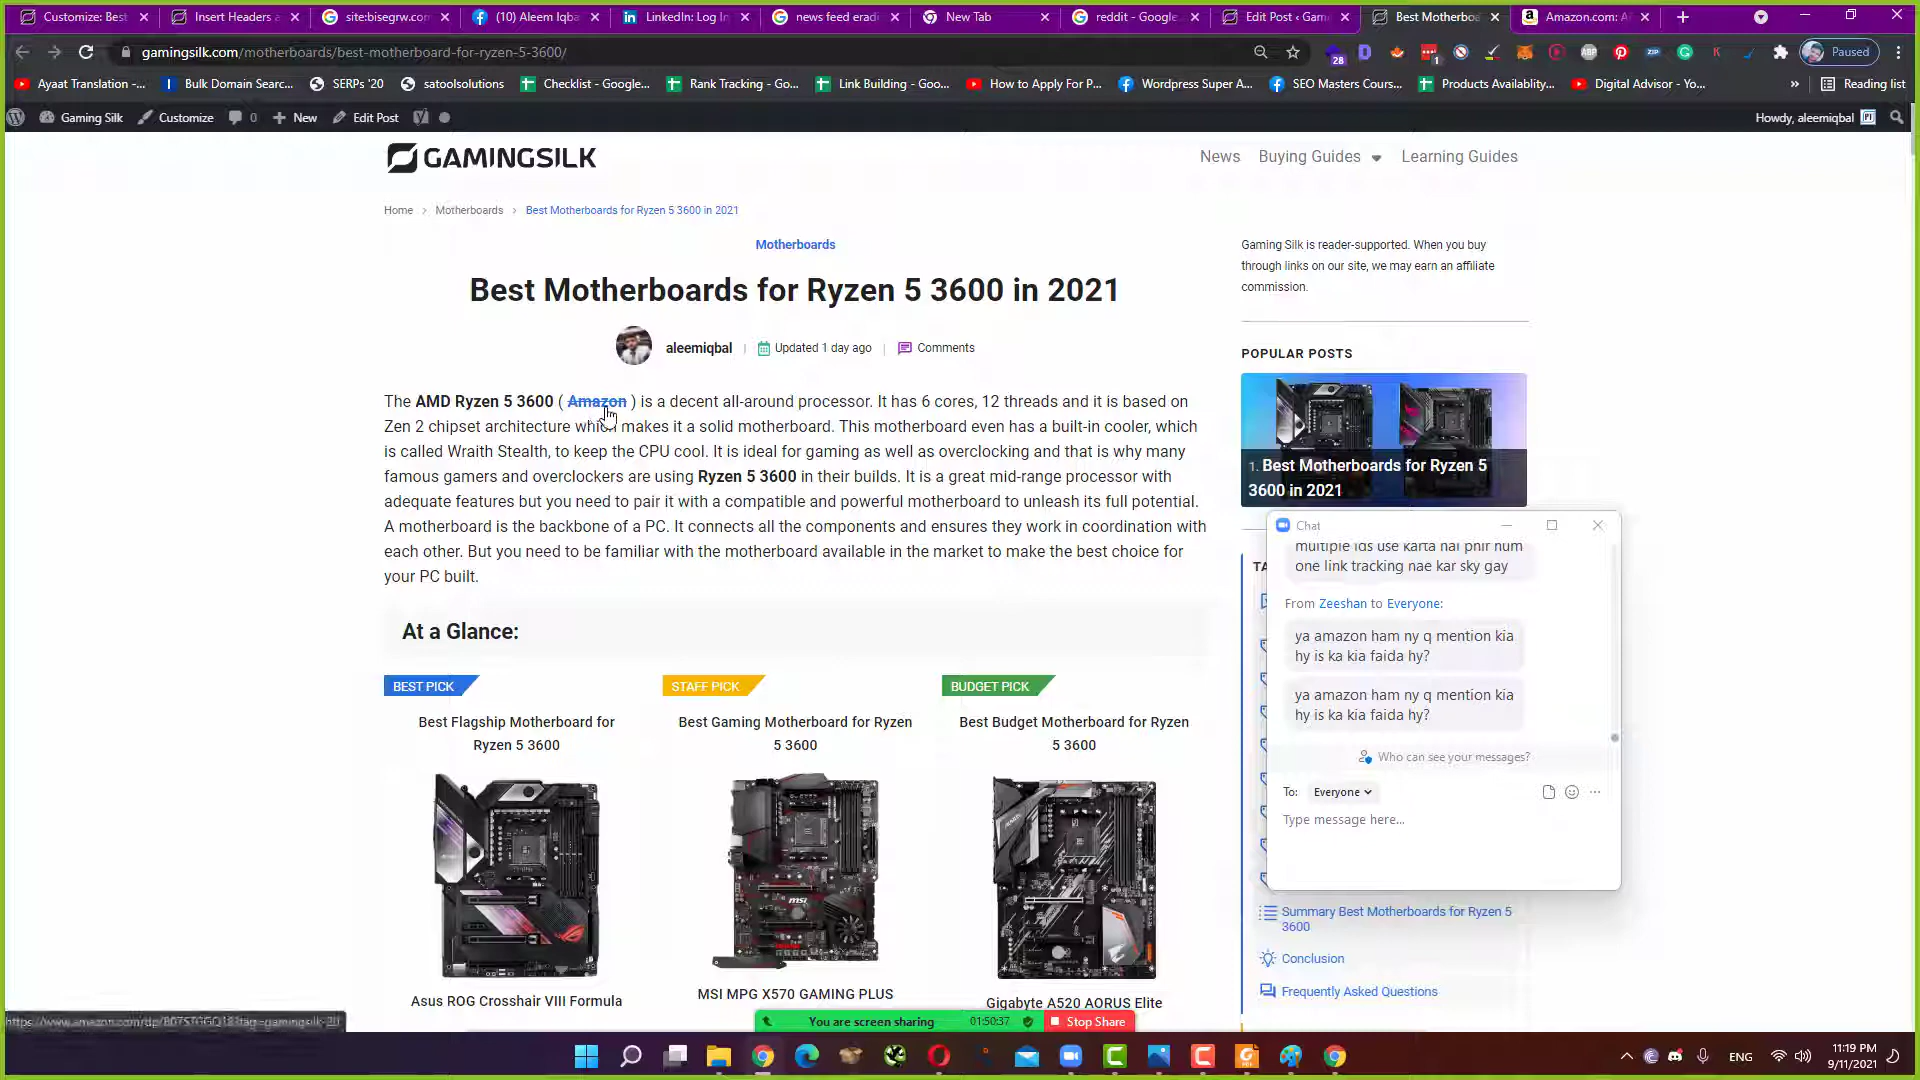 Customize: Best
Insert Headers a
site:bisegrw.com
(10) Aleem Iqba
LinkedIn: Log In
news feed eradi
New Tab
reddit - Google
Edit Post ‹ Gam
Best Motherboa
Amazon.com: A
gamingsilk.com/motherboards/best-motherboard-for-ryzen-5-3600/
28
1
ABP
ZIP
Paused
Ayaat Translation -...
Bulk Domain Searc...
SERPs '20
satoolsolutions
Checklist - Google...
Rank Tracking - Go...
Link Building - Goo...
How to Apply For P...
Wordpress Super A...
SEO Masters Cours...
Products Availablity...
Digital Advisor - Yo...
»
Reading list
Gaming Silk
Customize
0
New
Edit Post
Howdy, aleemiqbal
GAMINGSILK
News
Buying Guides
Learning Guides
Home > Motherboards > Best Motherboards for Ryzen 5 3600 in 2021
Motherboards
Best Motherboards for Ryzen 5 3600 in 2021
aleemiqbal | Updated 1 day ago | Comments
The AMD Ryzen 5 3600 ( Amazon ) is a decent all-around processor. It has 6 cores, 12 threads and it is based on
Zen 2 chipset architecture which makes it a solid motherboard. This motherboard even has a built-in cooler, which
is called Wraith Stealth, to keep the CPU cool. It is ideal for gaming as well as overclocking and that is why many
famous gamers and overclockers are using Ryzen 5 3600 in their builds. It is a great mid-range processor with
adequate features but you need to pair it with a compatible and powerful motherboard to unleash its full potential.
A motherboard is the backbone of a PC. It connects all the components and ensures they work in coordination with
each other. But you need to be familiar with the motherboard available in the market to make the best choice for
your PC built.
At a Glance:
BEST PICK
Best Flagship Motherboard for
Ryzen 5 3600
Asus ROG Crosshair VIII Formula
STAFF PICK
Best Gaming Motherboard for Ryzen
5 3600
MSI MPG X570 GAMING PLUS
BUDGET PICK
Best Budget Motherboard for Ryzen
5 3600
Gigabyte A520 AORUS Elite
Gaming Silk is reader-supported. When you buy
through links on our site, we may earn an affiliate
commission.
POPULAR POSTS
1. Best Motherboards for Ryzen 5
3600 in 2021
TA
Chat
multiple ids use karta hai phir hum
one link tracking nae kar sky gay
From Zeeshan to Everyone:
ya amazon ham ny q mention kia
hy is ka kia faida hy?
ya amazon ham ny q mention kia
hy is ka kia faida hy?
Who can see your messages?
To: Everyone
Type message here...
Summary Best Motherboards for Ryzen 5
3600
Conclusion
Frequently Asked Questions
You are screen sharing
01:50:37
Stop Share
ENG
11:19 PM
9/11/2021